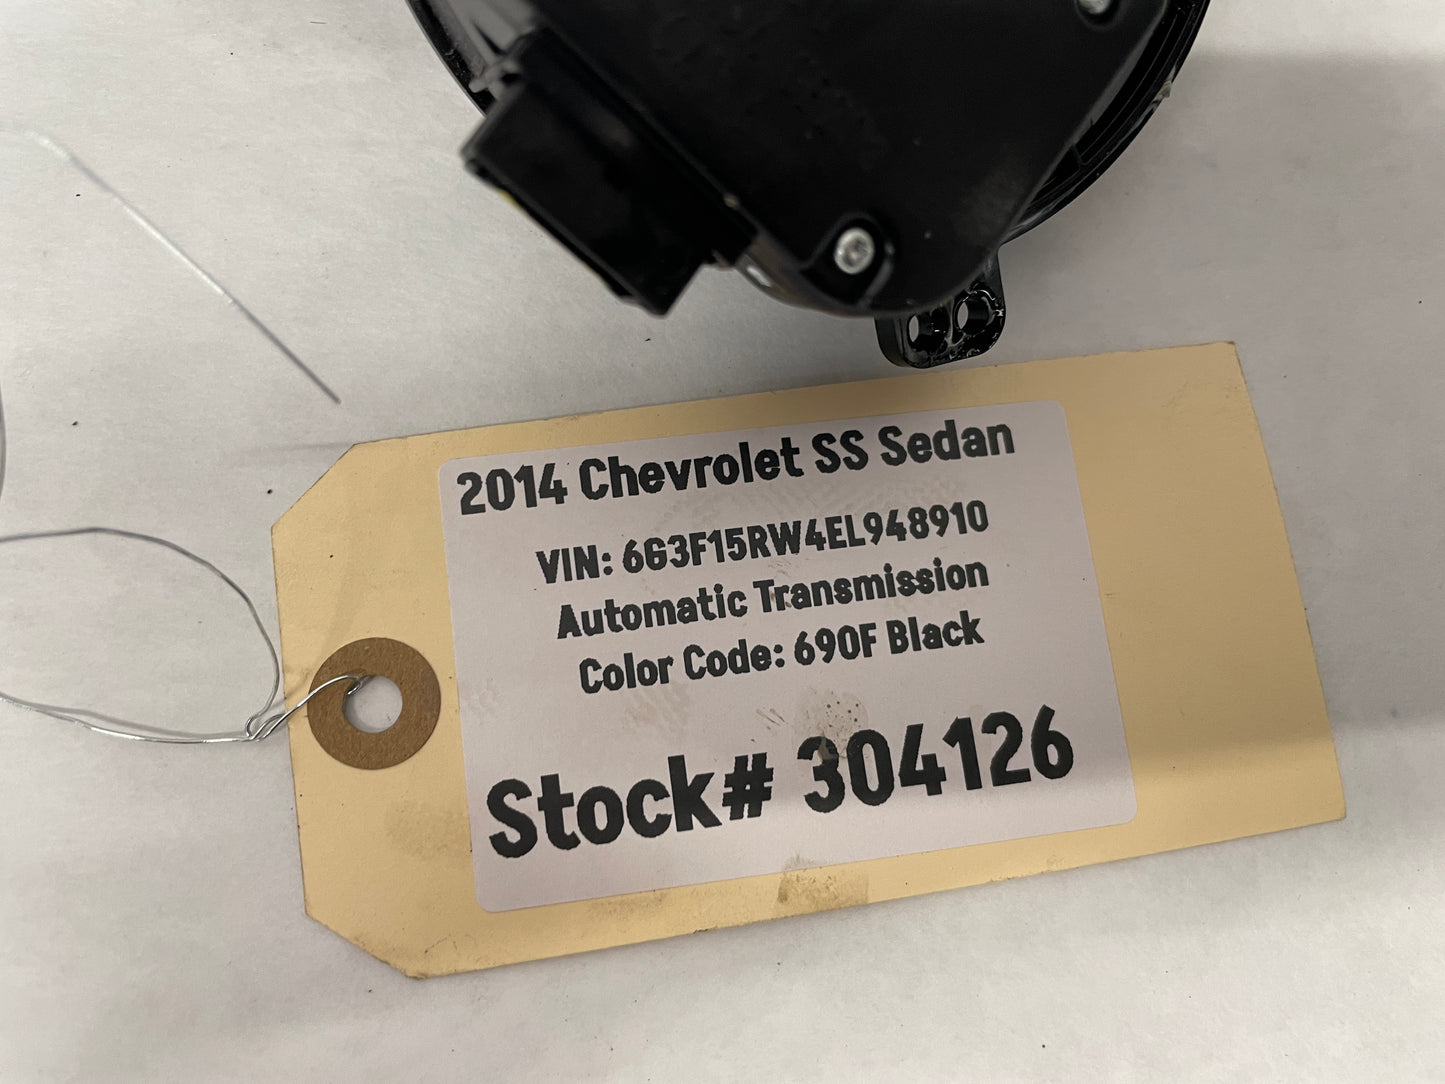 2014 Chevrolet SS Sedan
VIN: 6G3F15RW4EL948910
Automatic Transmission
Color Code: 690F Black
Stock# 304126